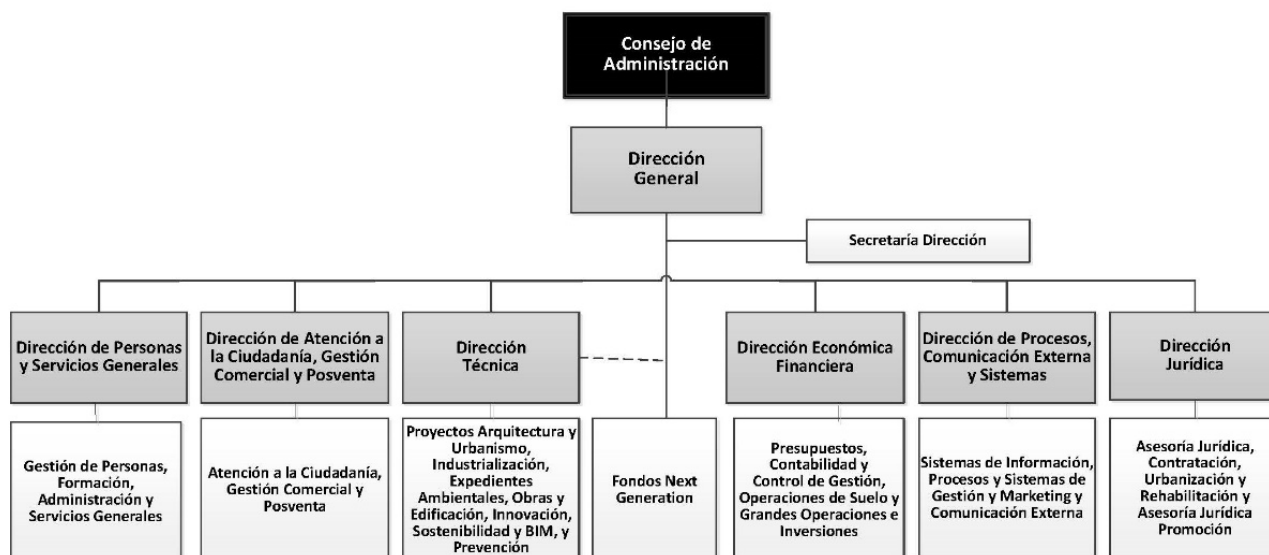 Consejo de
Administración
Dirección
General
Secretaría Dirección
Dirección de Personas
y Servicios Generales
Dirección de Atención a
la Ciudadanía, Gestión
Comercial y Posventa
Dirección
Técnica
Dirección Económica
Financiera
Dirección de Procesos,
Comunicación Externa
y Sistemas
Dirección
Jurídica
Gestión de Personas,
Formación,
Administración y
Servicios Generales
Atención a la Ciudadanía,
Gestión Comercial y
Posventa
Proyectos Arquitectura y
Urbanismo,
Industrialización,
Expedientes
Ambientales, Obras y
Edificación, Innovación,
Sostenibilidad y BIM, y
Prevención
Fondos Next
Generation
Presupuestos,
Contabilidad y
Control de Gestión,
Operaciones de Suelo y
Grandes Operaciones e
Inversiones
Sistemas de Información,
Procesos y Sistemas de
Gestión y Marketing y
Comunicación Externa
Asesoría Jurídica,
Contratación,
Urbanización y
Rehabilitación y
Asesoría Jurídica
Promoción